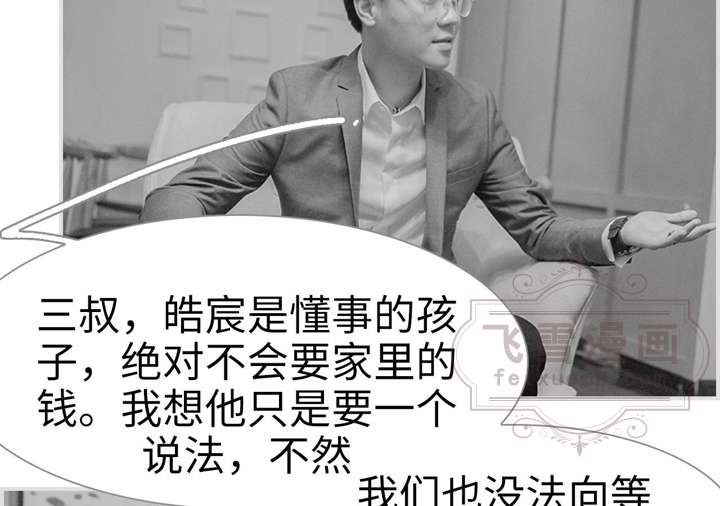 三叔，皓宸是懂事的孩
子，绝对不会要家里的
钱。我想他只是要一个
说法，不然
飞雪漫画
我们也没法向等